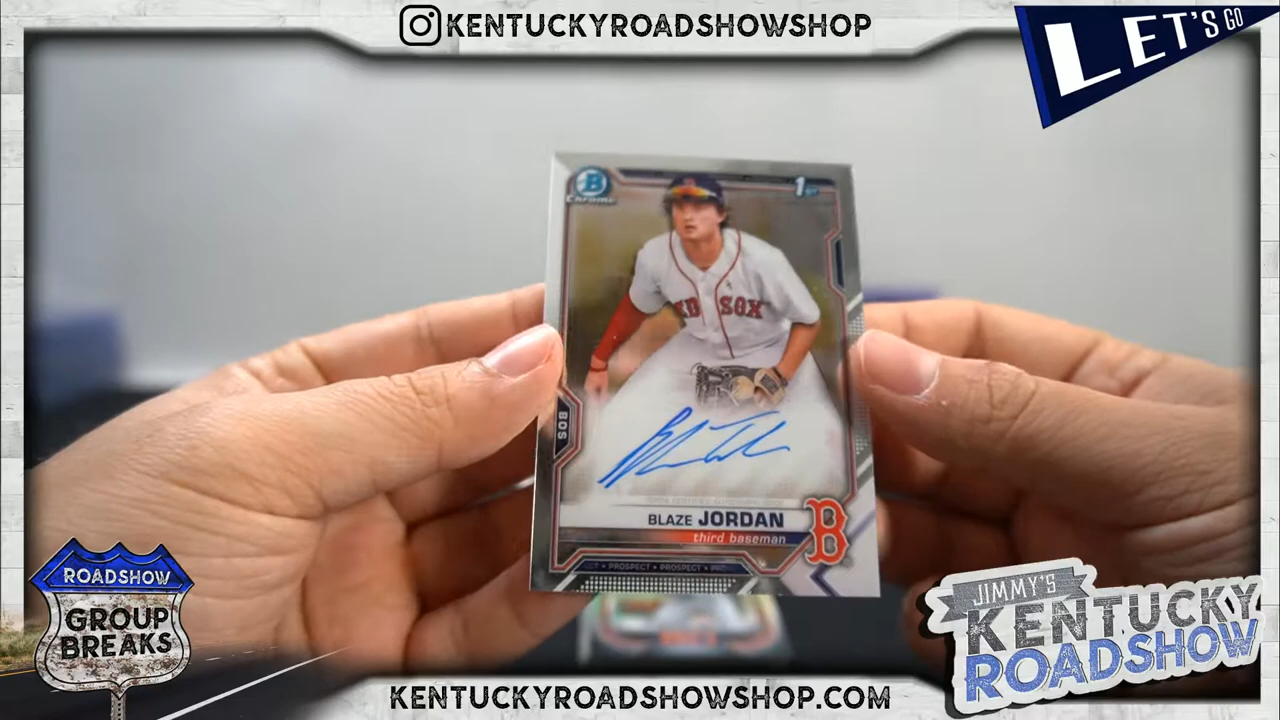 KENTUCKYROADSHOWSHOP
LET'S GO
B
Chrome
1ST
RED SOX
BOS
BLAZE JORDAN
third baseman
B
PROSPECT • PROSPECT
ROADSHOW
GROUP
BREAKS
JIMMY'S
KENTUCKY
ROADSHOW
KENTUCKYROADSHOWSHOP.COM